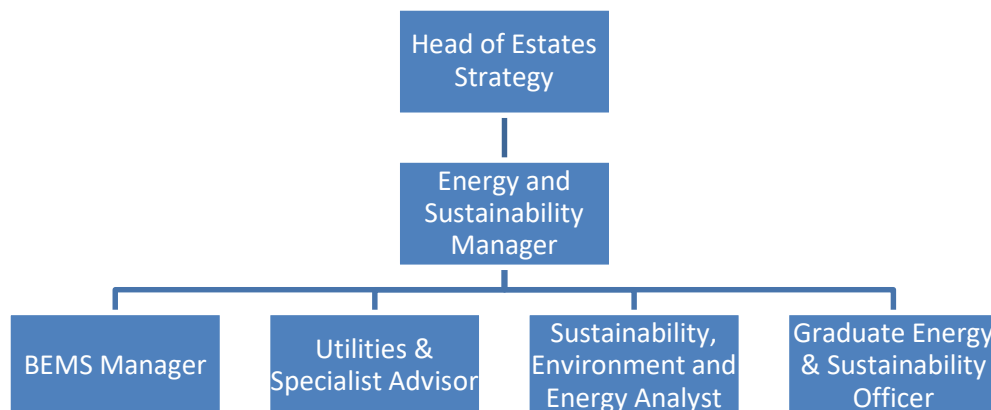 Head of Estates
Strategy
Energy and
Sustainability
Manager
BEMS Manager
Utilities &
Specialist Advisor
Sustainability,
Environment and
Energy Analyst
Graduate Energy
& Sustainability
Officer